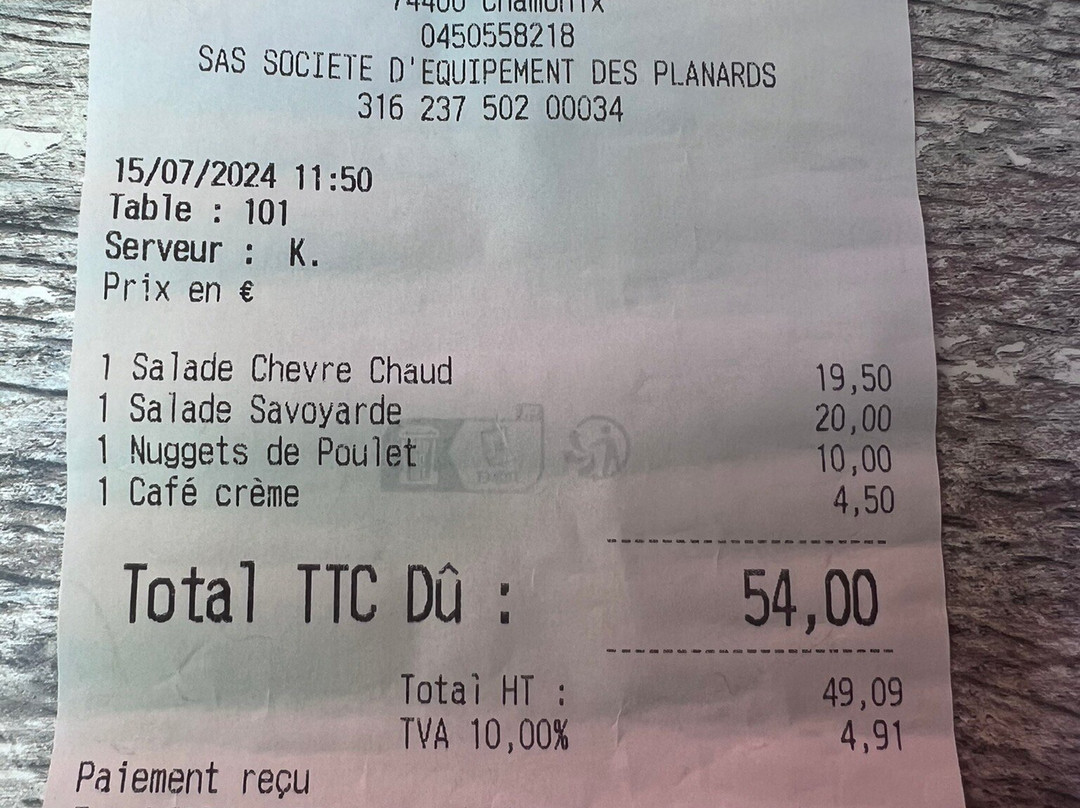 74400 Chamonix
0450558218
SAS SOCIETE D'EQUIPEMENT DES PLANARDS
316 237 502 00034
15/07/2024 11:50
Table : 101
Serveur : K.
Prix en €
1 Salade Chevre Chaud 19,50
1 Salade Savoyarde 20,00
1 Nuggets de Poulet 10,00
1 Café crème 4,50
Total TTC Dû : 54,00
Total HT : 49,09
TVA 10,00% 4,91
Paiement reçu